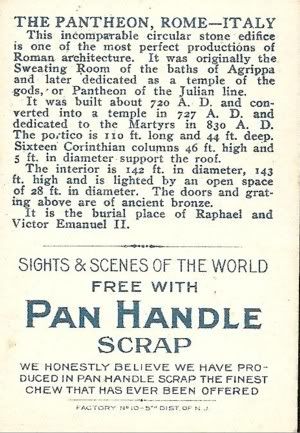 THE PANTHEON, ROME—ITALY
This incomparable circular stone edifice
is one of the most perfect productions of
Roman architecture. It was originally the
Sweating Room of the baths of Agrippa
and later dedicated as a temple of the
gods, or Pantheon of the Julian line.
It was built about 720 A. D. and con-
verted into a temple in 727 A. D. and
dedicated to the Martyrs in 830 A. D.
The portico is 110 ft. long and 44 ft. deep.
Sixteen Corinthian columns 46 ft. high and
5 ft. in diameter support the roof.
The interior is 142 ft. in diameter, 143
ft. high and is lighted by an open space
of 28 ft. in diameter. The doors and grat-
ing above are of ancient bronze.
It is the burial place of Raphael and
Victor Emanuel II.
SIGHTS & SCENES OF THE WORLD
FREE WITH
PAN HANDLE
SCRAP
WE HONESTLY BELIEVE WE HAVE PRO-
DUCED IN PAN HANDLE SCRAP THE FINEST
CHEW THAT HAS EVER BEEN OFFERED
FACTORY Nº 10-5TH DIST. OF N.J.